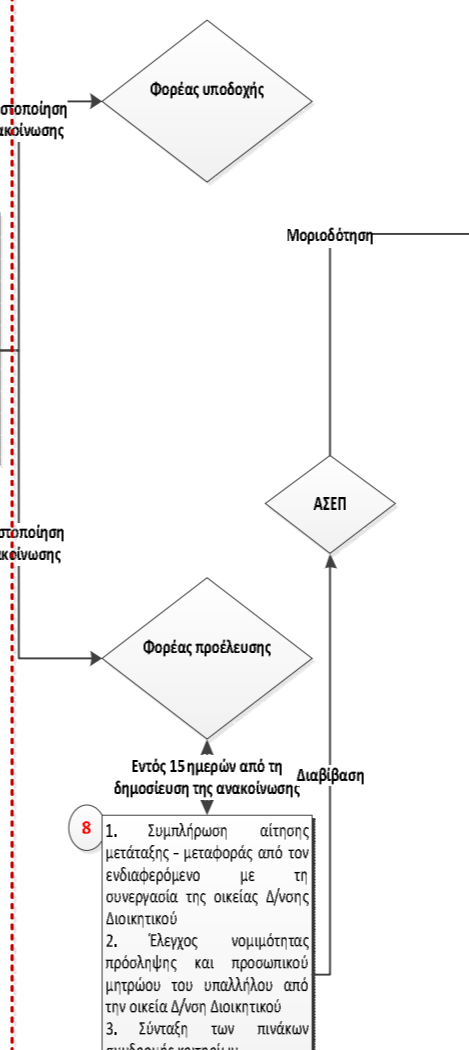 Φορέας υποδοχής
στοποίηση
ακοίνωσης
Μοριοδότηση
ΑΣΕΠ
στοποίηση
ακοίνωσης
Φορέας προέλευσης
Εντός 15 ημερών από τη
δημοσίευση της ανακοίνωσης
Διαβίβαση
8
1. Συμπλήρωση αίτησης
μετάταξης – μεταφοράς από τον
ενδιαφερόμενο με τη
συνεργασία της οικείας Δ/νσης
Διοικητικού
2. Έλεγχος νομιμότητας
πρόσληψης και προσωπικού
μητρώου του υπαλλήλου από
την οικεία Δ/νση Διοικητικού
3. Σύνταξη των πινάκων